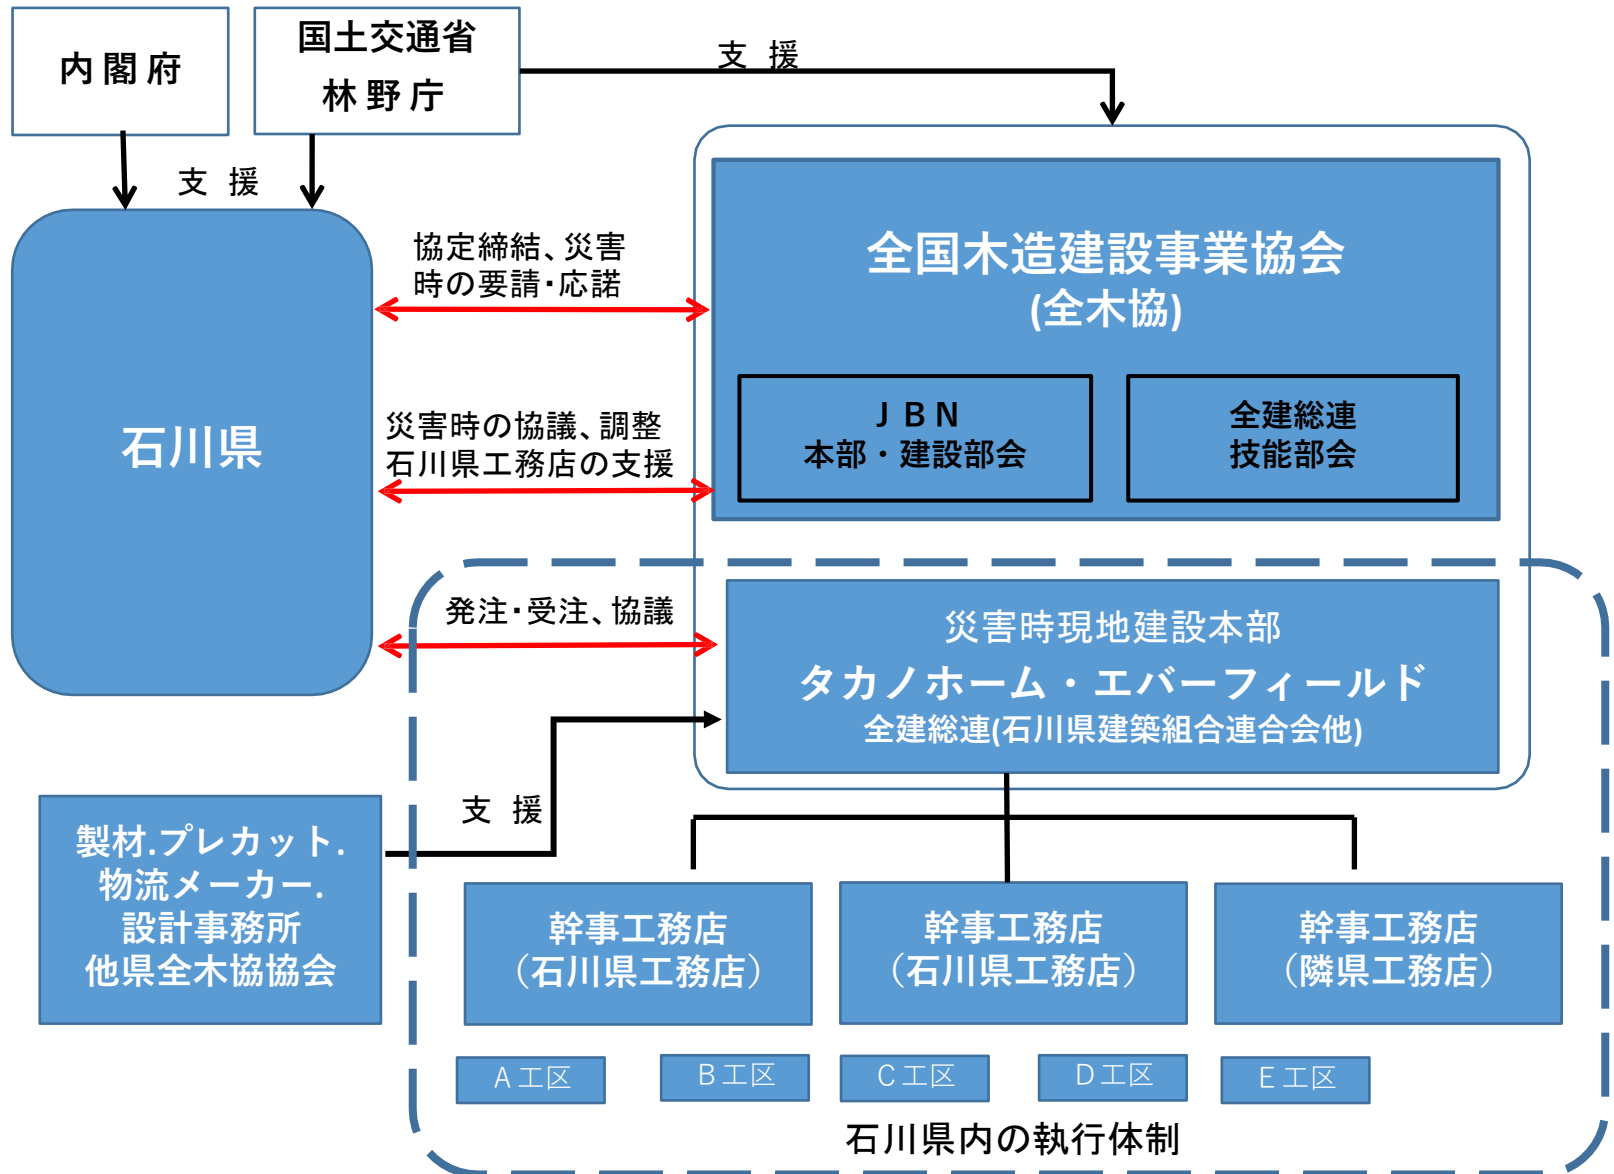 内 閣 府
国土交通省
林 野 庁
支 援
支 援
協定締結、災害
時の要請・応諾
全国木造建設事業協会
(全木協)
ＪＢＮ
本部・建設部会
全建総連
技能部会
石川県
災害時の協議、調整
石川県工務店の支援
発注・受注、協議
災害時現地建設本部
タカノホーム・エバーフィールド
全建総連(石川県建築組合連合会他)
支 援
製材.プレカット.
物流メーカー.
設計事務所
他県全木協協会
幹事工務店
（石川県工務店）
幹事工務店
（石川県工務店）
幹事工務店
（隣県工務店）
Ａ工区
Ｂ工区
Ｃ工区
Ｄ工区
Ｅ工区
石川県内の執行体制